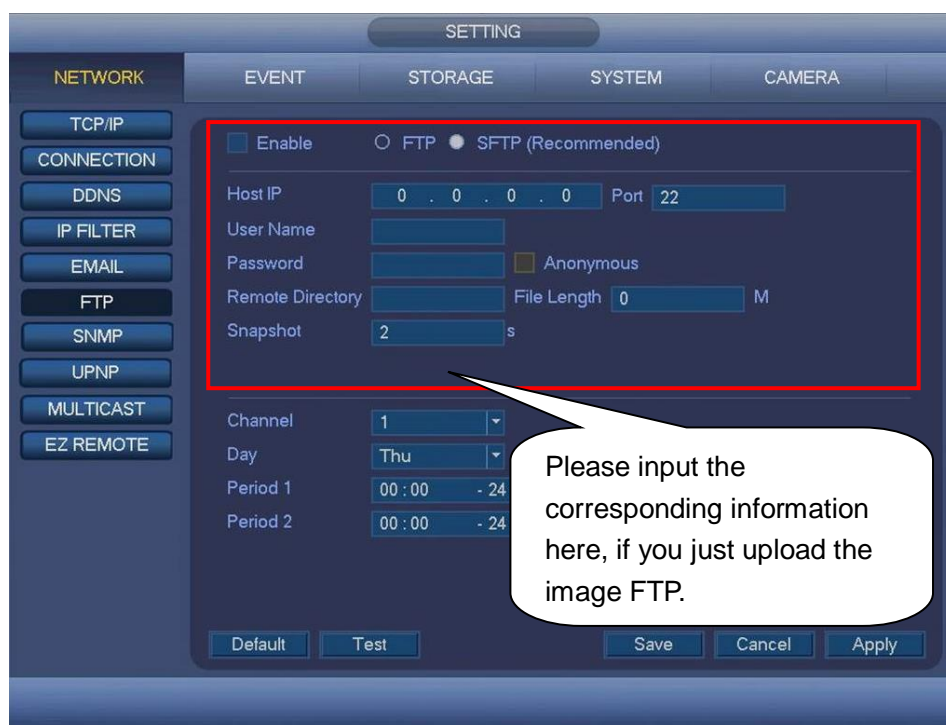 SETTING
NETWORK EVENT STORAGE SYSTEM CAMERA
TCP/IP
CONNECTION
DDNS
IP FILTER
EMAIL
FTP
SNMP
UPNP
MULTICAST
EZ REMOTE
Enable FTP SFTP (Recommended)
Host IP 0 . 0 . 0 . 0 Port 22
User Name
Password Anonymous
Remote Directory File Length 0 M
Snapshot 2 s
Channel 1
Day Thu
Period 1 00:00 - 24
Period 2 00:00 - 24
Please input the
corresponding information
here, if you just upload the
image FTP.
Default Test Save Cancel Apply